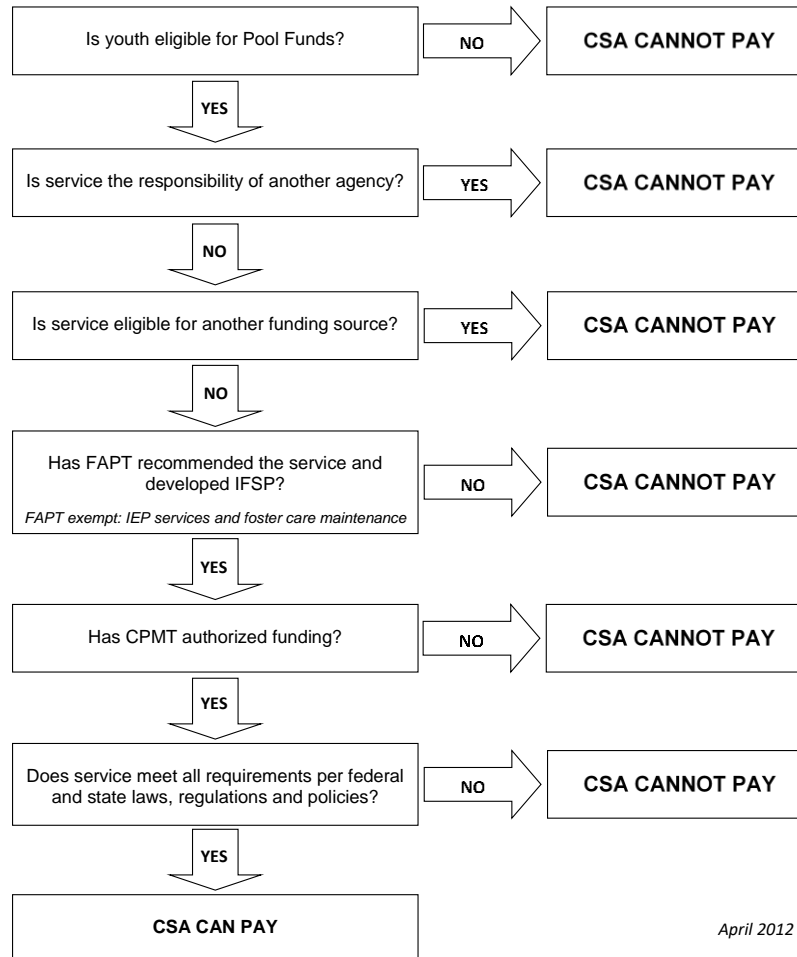 Is youth eligible for Pool Funds?
NO
CSA CANNOT PAY
YES
Is service the responsibility of another agency?
YES
CSA CANNOT PAY
NO
Is service eligible for another funding source?
YES
CSA CANNOT PAY
NO
Has FAPT recommended the service and
developed IFSP?
FAPT exempt: IEP services and foster care maintenance
NO
CSA CANNOT PAY
YES
Has CPMT authorized funding?
NO
CSA CANNOT PAY
YES
Does service meet all requirements per federal
and state laws, regulations and policies?
NO
CSA CANNOT PAY
YES
CSA CAN PAY
April 2012